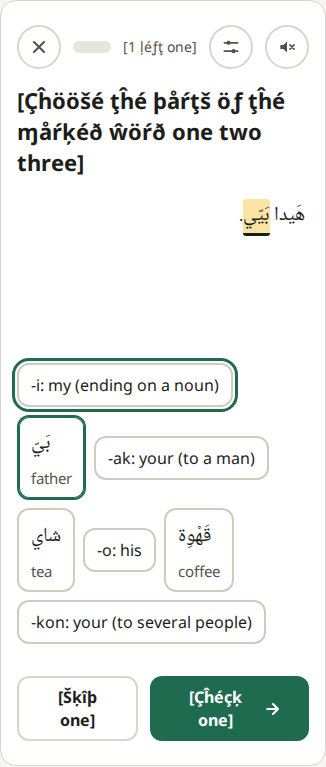 [1 ļéƒţ one]
[Çĥööšé ţĥé þåŕţš öƒ ţĥé
ɱåŕķéð ŵöŕð one two
three]
هَيدا بَيّي.
-i: my (ending on a noun)
بَيّ
father
-ak: your (to a man)
شاي
tea
-o: his
قَهْوِة
coffee
-kon: your (to several people)
[Šķîþ
one]
[Çĥéçķ
one]